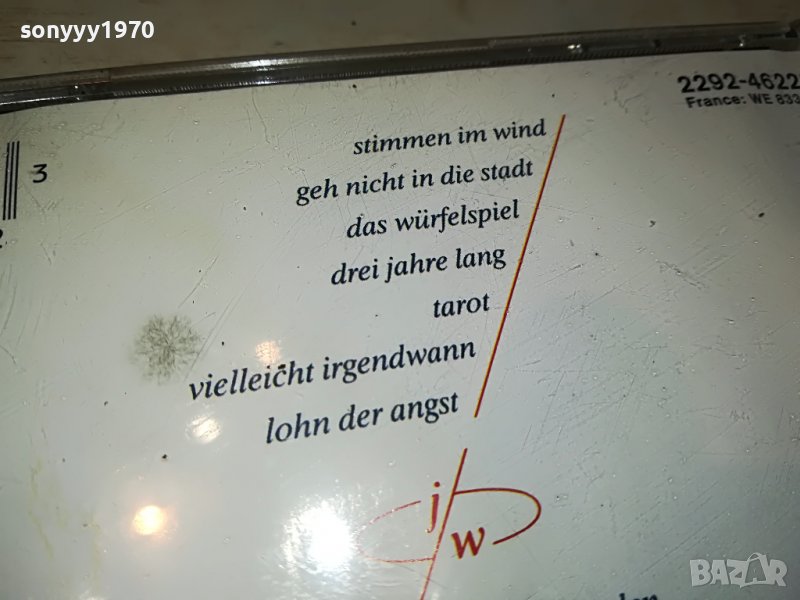 sonyyy1970
2292-4622
France: WE 833
3
stimmen im wind
geh nicht in die stadt
das würfelspiel
drei jahre lang
tarot
vielleicht irgendwann
lohn der angst
j
w
BAZAR